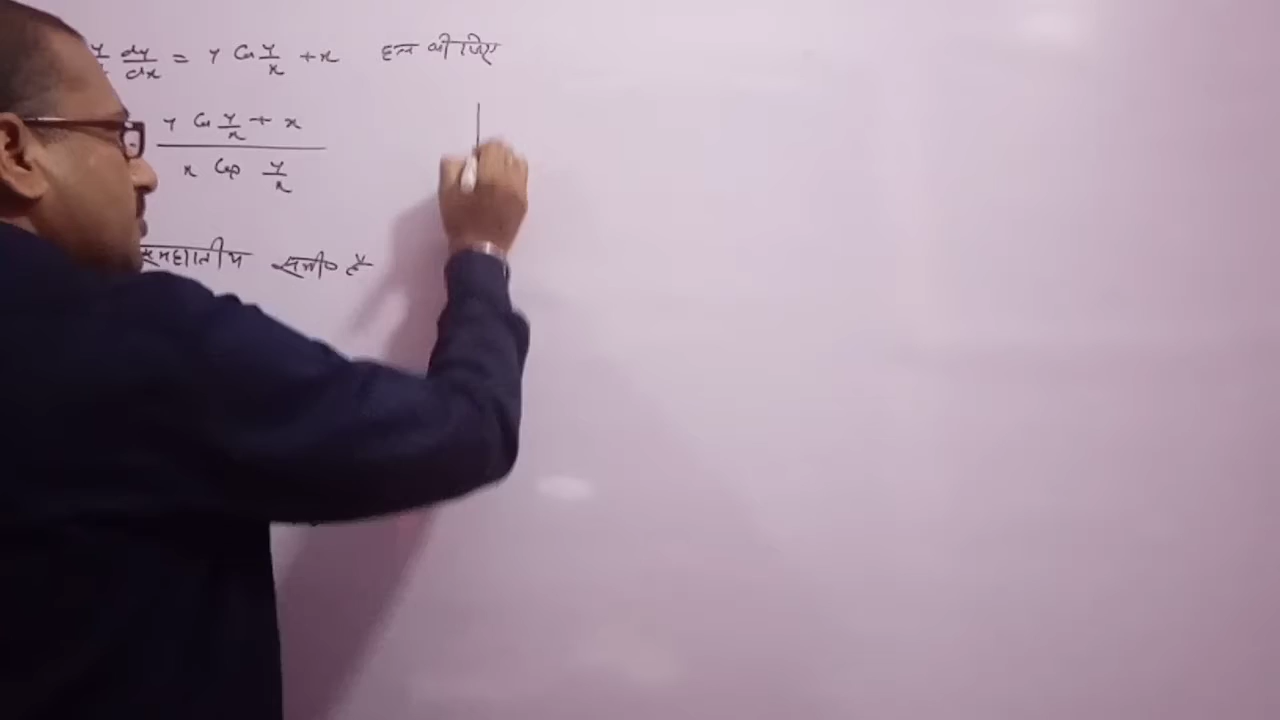 y/x dy/dx = y Cos y/x + x हल कीजिए
y Cos y/x + x
x Cos y/x
समघातीय समी० है